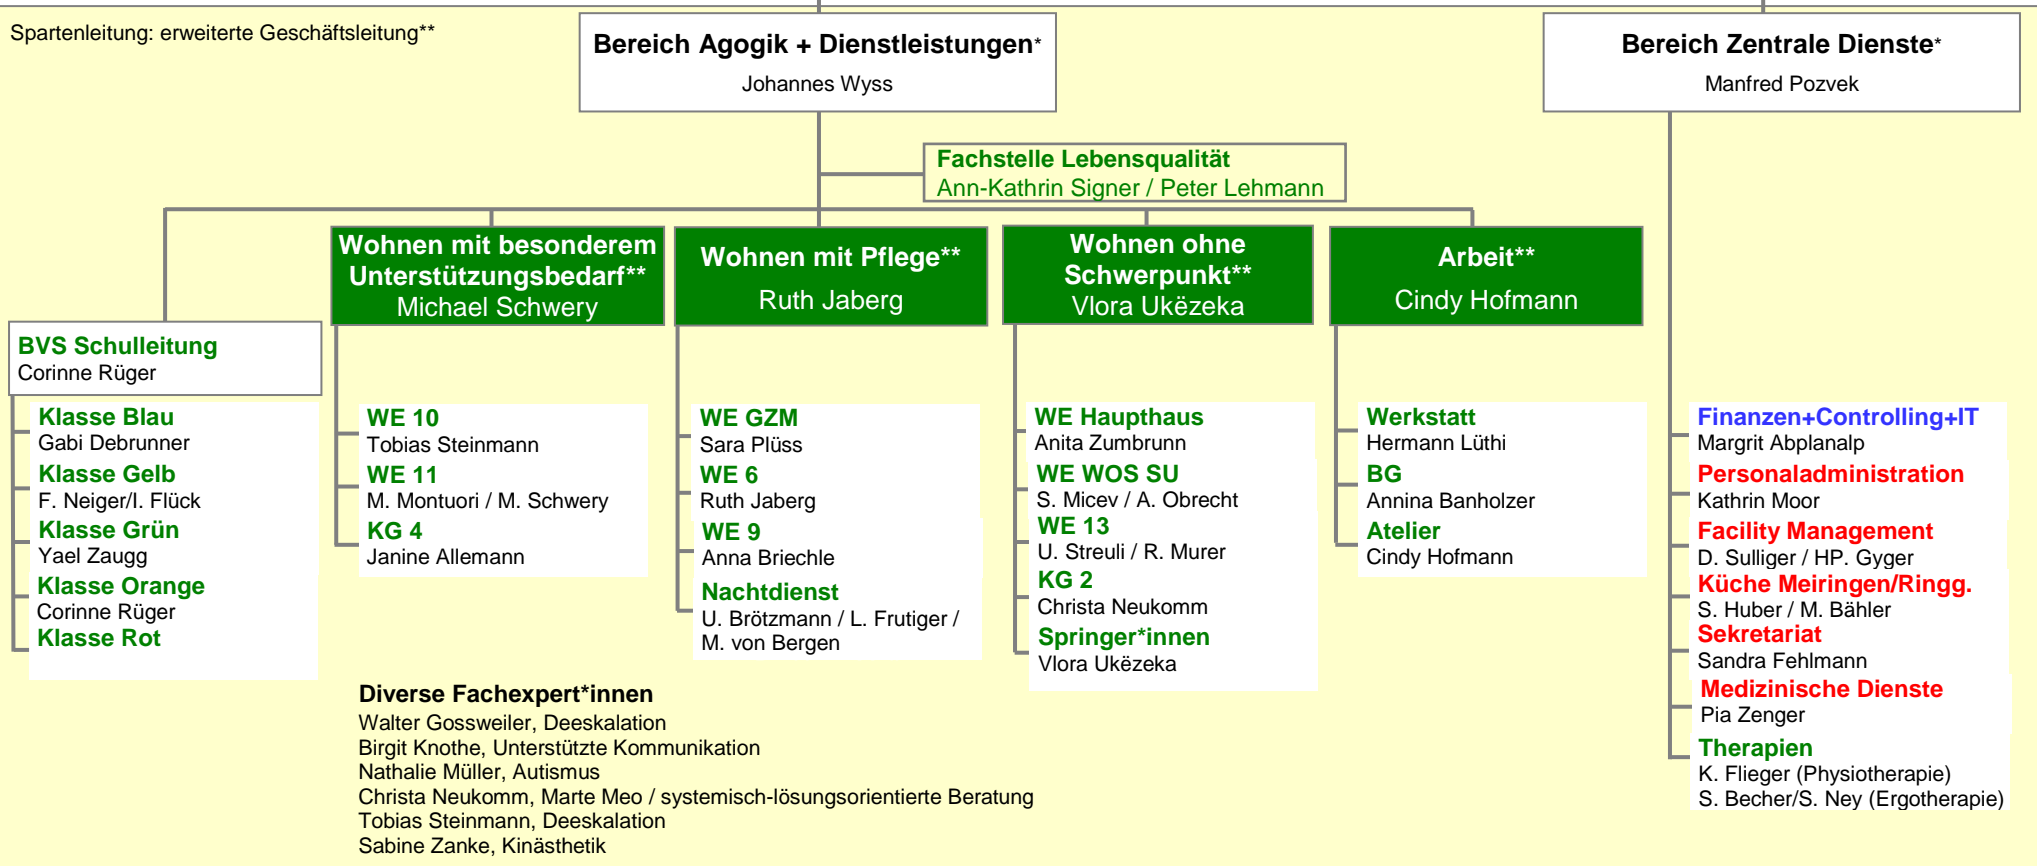 Spartenleitung: erweiterte Geschäftsleitung**
Bereich Agogik + Dienstleistungen*
Johannes Wyss
Bereich Zentrale Dienste*
Manfred Pozvek
Fachstelle Lebensqualität
Ann-Kathrin Signer / Peter Lehmann
BVS Schulleitung
Corinne Rüger
Klasse Blau
Gabi Debrunner
Klasse Gelb
F. Neiger/I. Flück
Klasse Grün
Yael Zaugg
Klasse Orange
Corinne Rüger
Klasse Rot
Wohnen mit besonderem
Unterstützungsbedarf**
Michael Schwery
WE 10
Tobias Steinmann
WE 11
M. Montuori / M. Schwery
KG 4
Janine Allemann
Wohnen mit Pflege**
Ruth Jaberg
WE GZM
Sara Plüss
WE 6
Ruth Jaberg
WE 9
Anna Briechle
Nachtdienst
U. Brötzmann / L. Frutiger /
M. von Bergen
Wohnen ohne
Schwerpunkt**
Vlora Ukëzeka
WE Haupthaus
Anita Zumbrunn
WE WOS SU
S. Micev / A. Obrecht
WE 13
U. Streuli / R. Murer
KG 2
Christa Neukomm
Springer*innen
Vlora Ukëzeka
Arbeit**
Cindy Hofmann
Werkstatt
Hermann Lüthi
BG
Annina Banholzer
Atelier
Cindy Hofmann
Finanzen+Controlling+IT
Margrit Abplanalp
Personaladministration
Kathrin Moor
Facility Management
D. Sulliger / HP. Gyger
Küche Meiringen/Ringg.
S. Huber / M. Bähler
Sekretariat
Sandra Fehlmann
Medizinische Dienste
Pia Zenger
Therapien
K. Flieger (Physiotherapie)
S. Becher/S. Ney (Ergotherapie)
Diverse Fachexpert*innen
Walter Gossweiler, Deeskalation
Birgit Knothe, Unterstützte Kommunikation
Nathalie Müller, Autismus
Christa Neukomm, Marte Meo / systemisch-lösungsorientierte Beratung
Tobias Steinmann, Deeskalation
Sabine Zanke, Kinästhetik